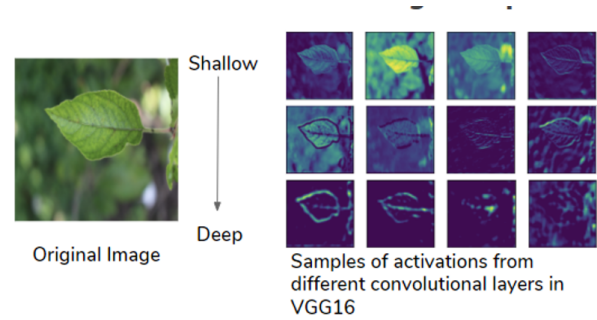 Shallow
Deep
Original Image
Samples of activations from
different convolutional layers in
VGG16